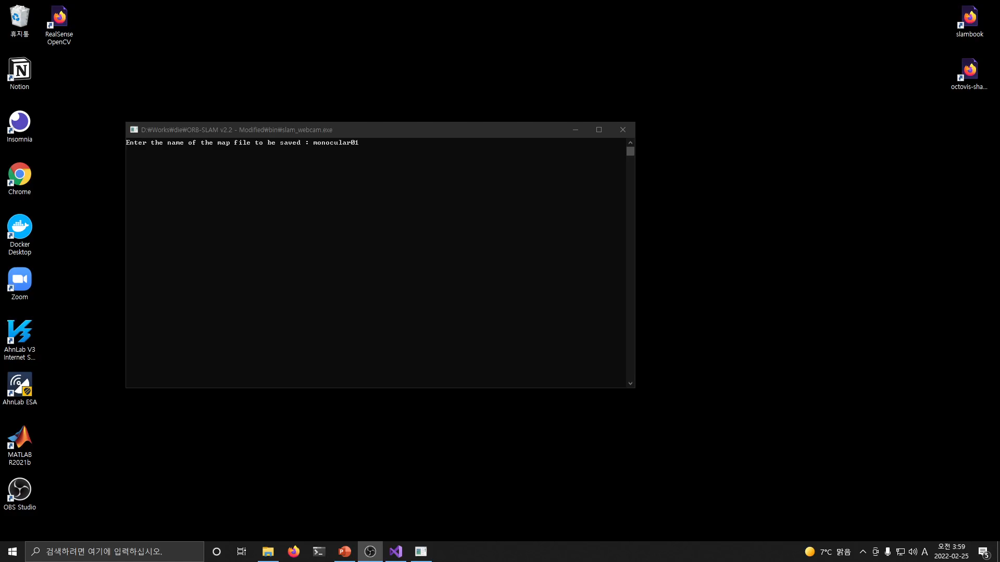 휴지통
RealSense
OpenCV
slambook
Notion
octovis-sha...
Insomnia
D:₩Works₩die₩ORB-SLAM v2.2 - Modified₩bin₩slam_webcam.exe
Enter the name of the map file to be saved : monocular01
Chrome
Docker
Desktop
Zoom
AhnLab V3
Internet S...
AhnLab ESA
MATLAB
R2021b
OBS Studio
검색하려면 여기에 입력하십시오.
7°C 맑음
A
오전 3:59
2022-02-25
5